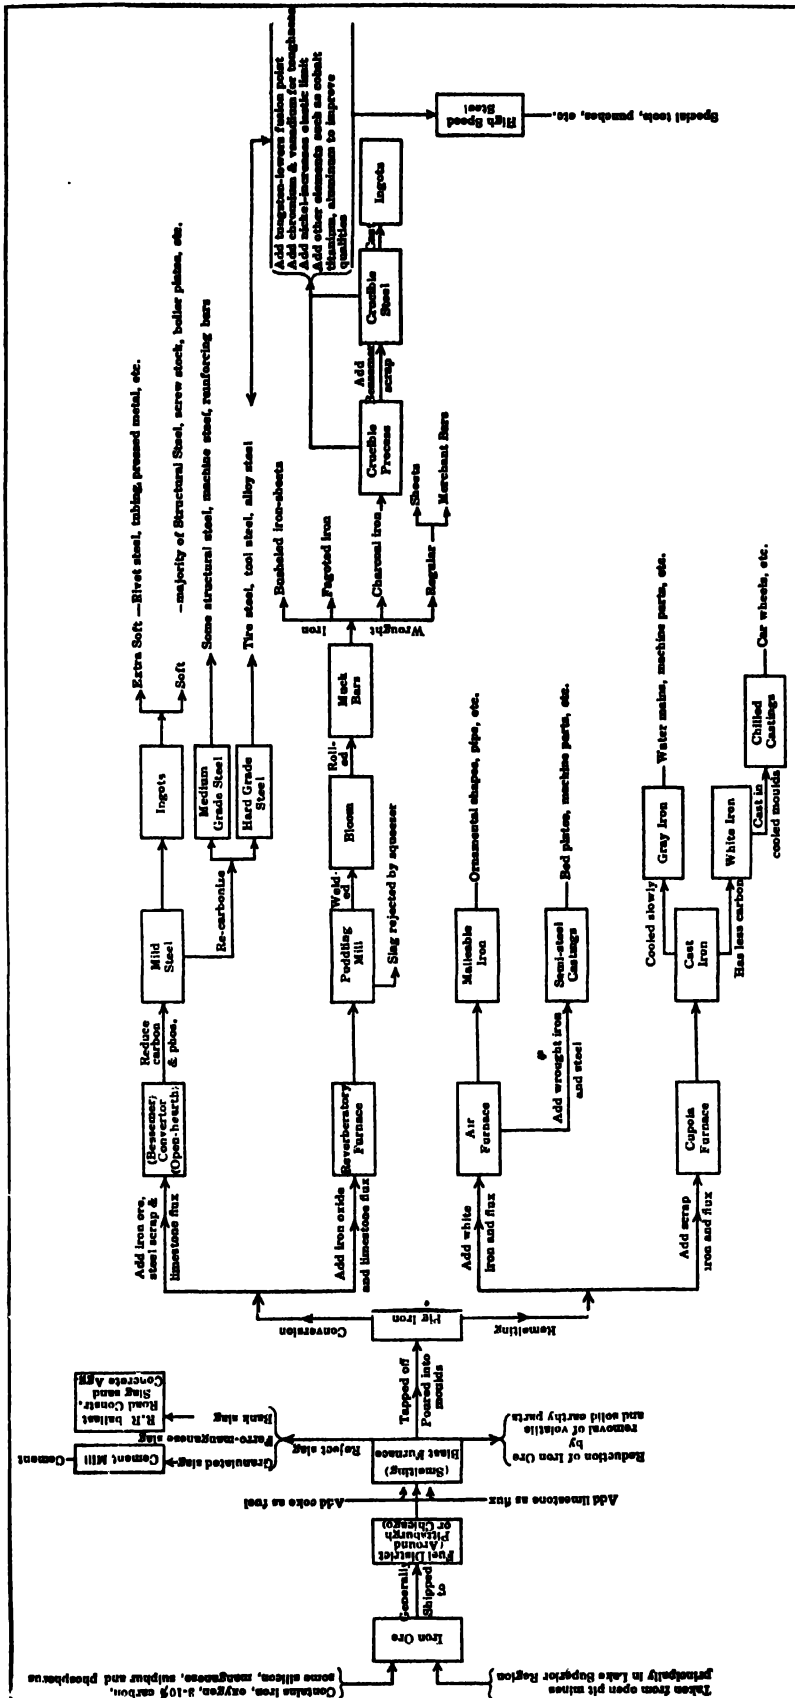 Contains iron, oxygen, 3-10% carbon,
some silicon, manganese, sulphur and phosphorus
Taken from open pit mines
principally in Lake Superior Region
Iron Ore
Generally
Shipped
to
Fuel District
(Around
Pittsburgh
or Chicago)
Add coke as fuel
Add limestone as flux
(Smelting)
Blast Furnace
Reject slag
Granulated slag
Ferro-manganese slag
Bank slag
Cement Mill
Cement
R.R ballast
Road Constr.
Slag sand
Concrete Agg
Reduction of Iron Ore
by
removal of volatile
and solid earthy parts
Tapped off
Poured into
moulds
Pig Iron
Conversion
Remelting
Add iron ore,
steel scrap &
limestone flux
(Bessemer)
Convertor
(Open-hearth)
Reduce
carbon
& phos.
Mild
Steel
Ingots
Extra Soft —Rivet steel, tubing, pressed metal, etc.
Soft —majority of Structural Steel, screw stock, boiler plates, etc.
Re-carbonize
Medium
Grade Steel
Some structural steel, machine steel, reinforcing bars
Hard Grade
Steel
Tire steel, tool steel, alloy steel
Add iron oxide
and limestone flux
Reverberatory
Furnace
Puddling
Mill
Slag rejected by squeezer
Weld-
ed
Bloom
Roll-
ed
Muck
Bars
Wrought
Iron
Busheled iron-sheets
Fagoted iron
Charcoal iron
Regular
Sheets
Merchant Bars
Crucible
Process
Add
Bessemer
scrap
Crucible
Steel
Cast
Ingots
Add tungsten-lowers fusion point
Add chromium & vanadium for toughness
Add nickel-increases elastic limit
Add other elements such as cobalt
titanium, aluminum to improve
qualities
High Speed
Steel
Special tools, punches, etc.
Add white
iron and flux
Air
Furnace
Malleable
Iron
Ornamental shapes, pipe, etc.
Add wrought iron
and steel
Semi-steel
Castings
Bed plates, machine parts, etc.
Add scrap
iron and flux
Cupola
Furnace
Cast
Iron
Cooled slowly
Gray Iron
Water mains, machine parts, etc.
Has less carbon
White Iron
Cast in
cooled moulds
Chilled
Castings
Car wheels, etc.